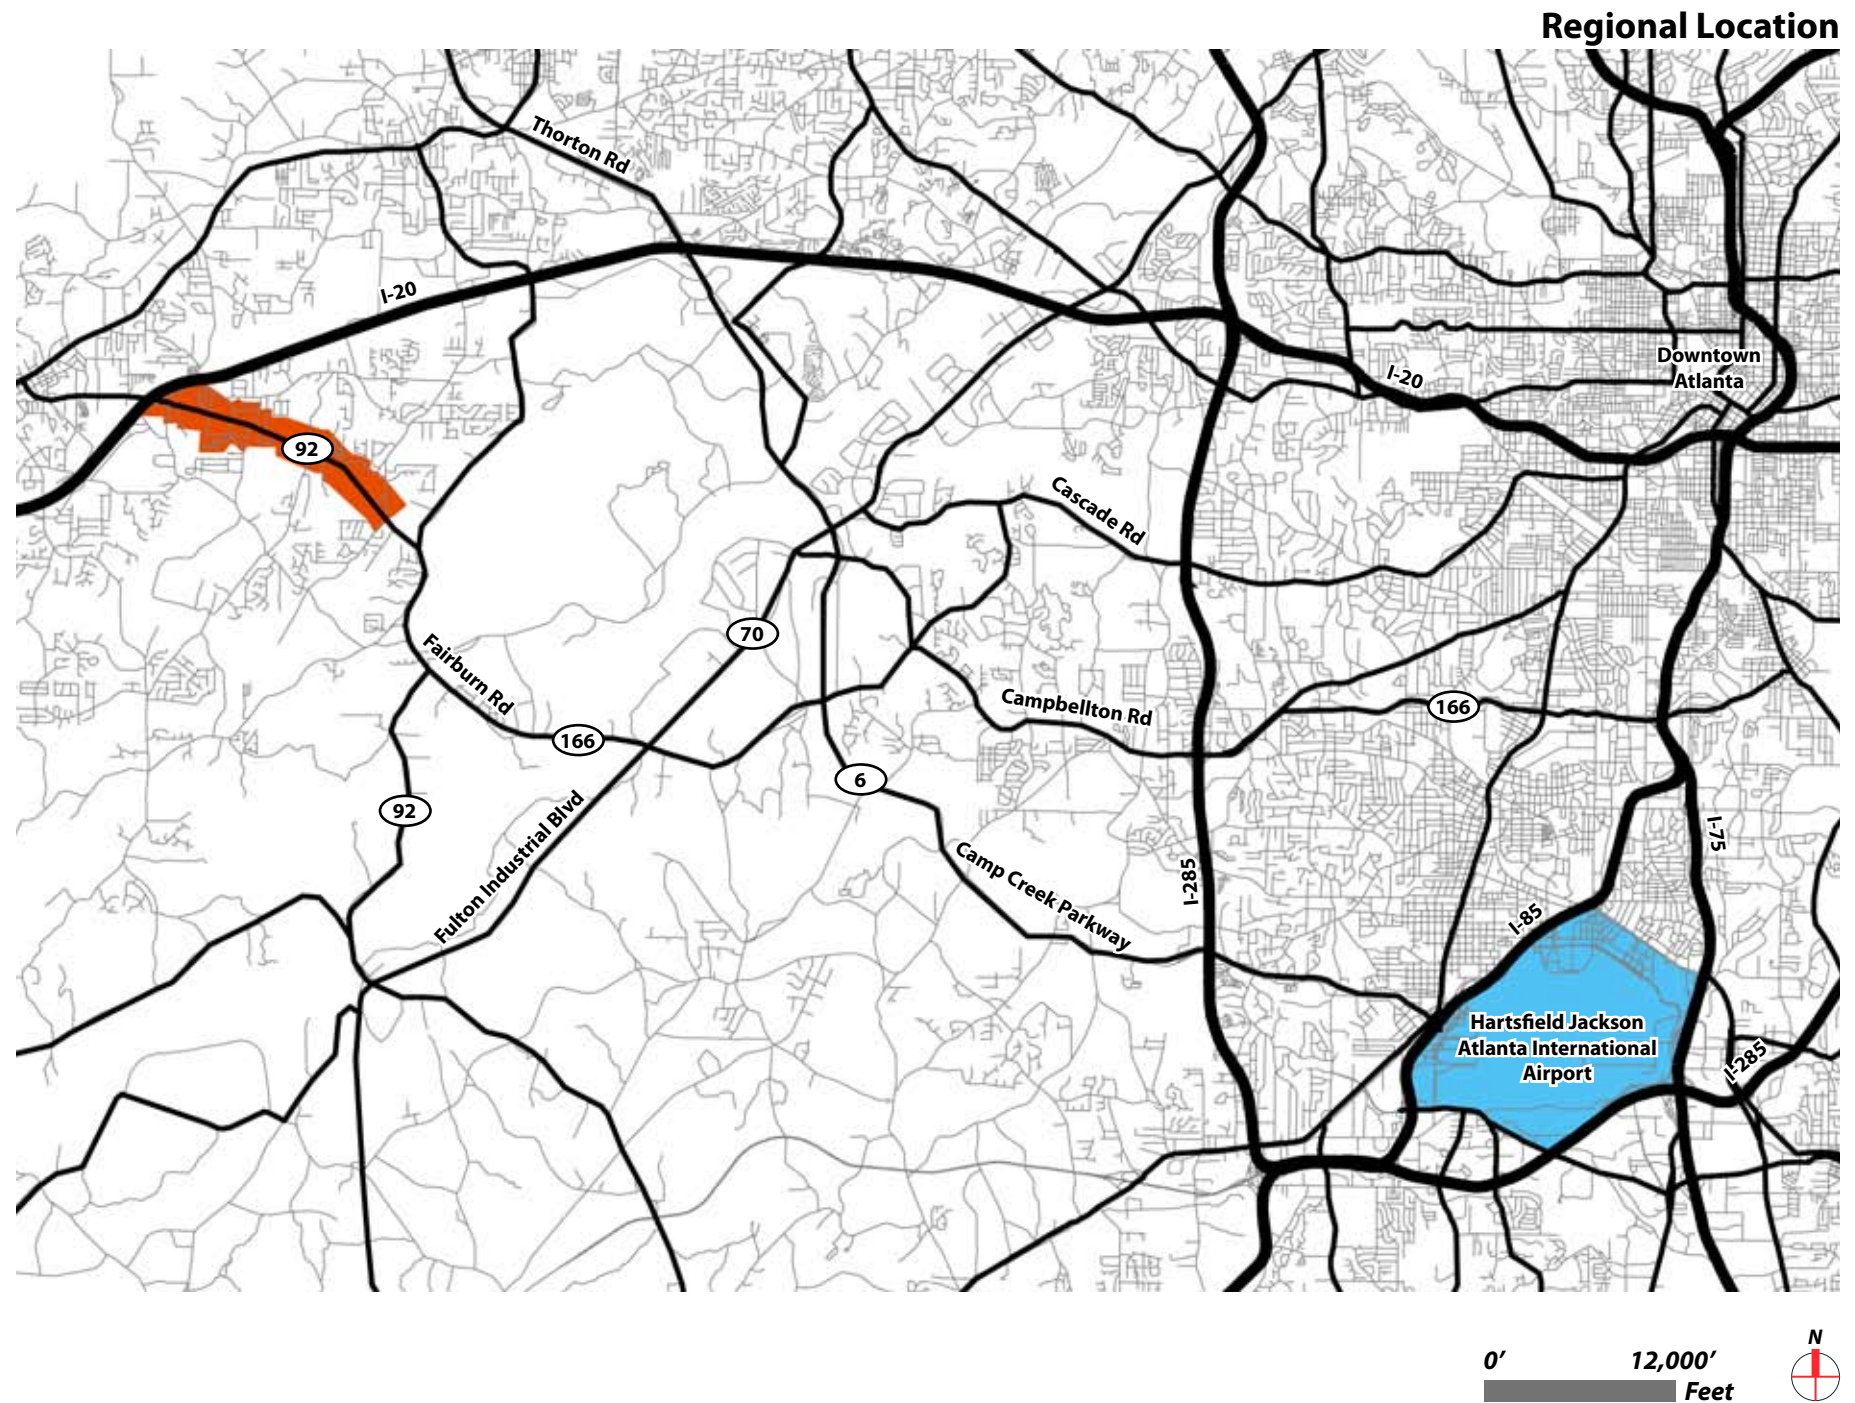 Regional Location
Thorton Rd
I-20
Downtown
Atlanta
I-20
92
Cascade Rd
70
Fairburn Rd
Campbellton Rd
166
166
6
92
Fulton Industrial Blvd
I-75
Camp Creek Parkway
I-285
I-85
Hartsfield Jackson
Atlanta International
Airport
I-285
N
0’
12,000’
Feet